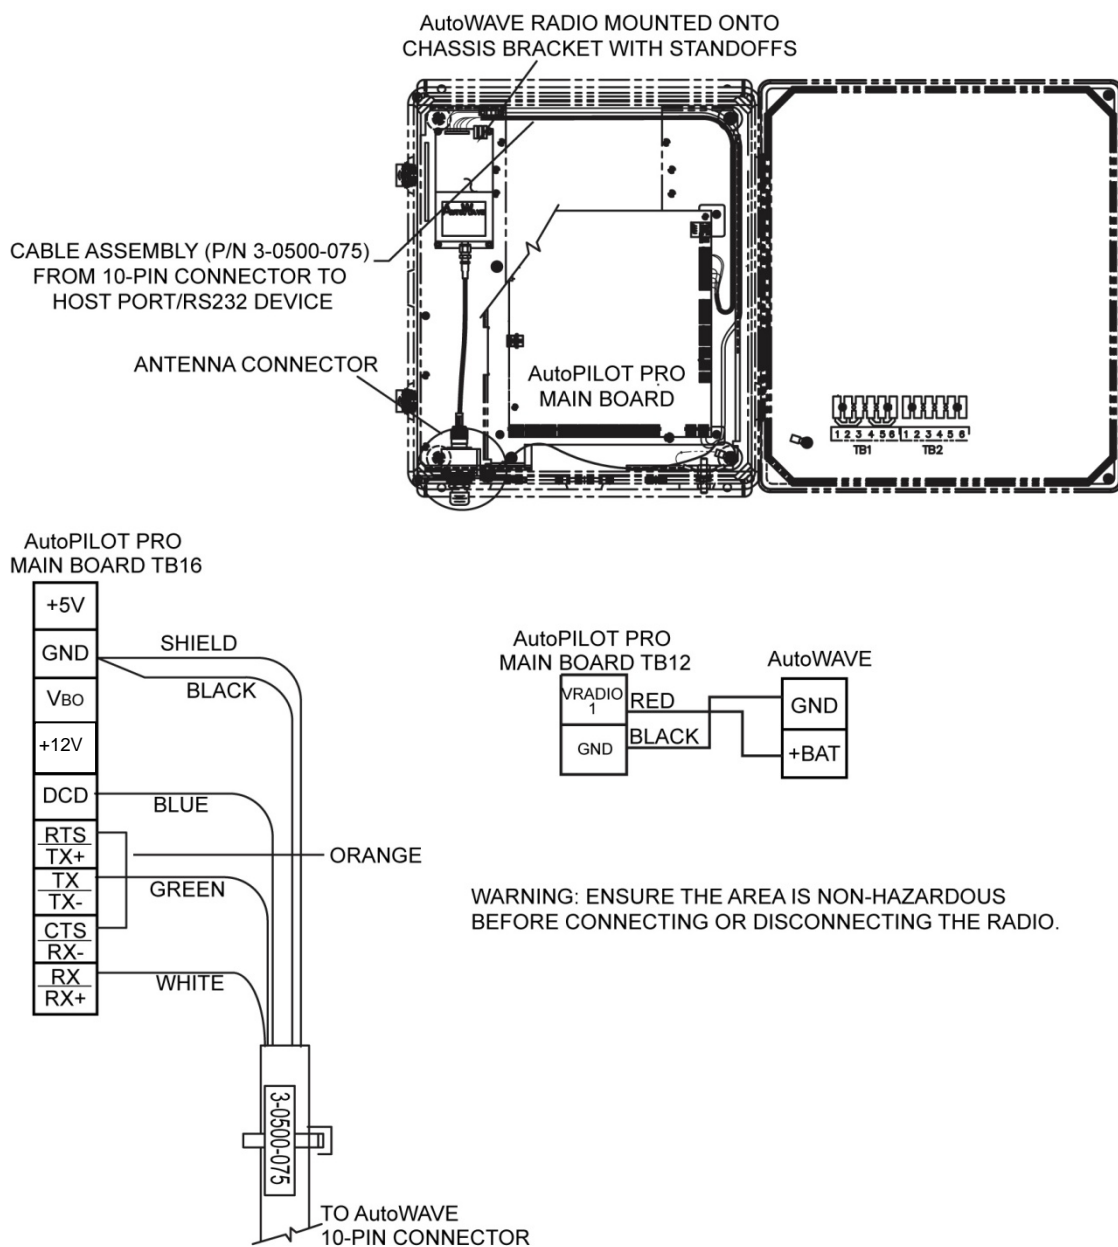 AutoWAVE RADIO MOUNTED ONTO
CHASSIS BRACKET WITH STANDOFFS
CABLE ASSEMBLY (P/N 3-0500-075)
FROM 10-PIN CONNECTOR TO
HOST PORT/RS232 DEVICE
ANTENNA CONNECTOR
AutoPILOT PRO
MAIN BOARD
1 2 3 4 5 6 1 2 3 4 5 6
TB1 TB2
AutoPILOT PRO
MAIN BOARD TB16
+5V
GND
VBO
+12V
DCD
RTS
TX+
TX
TX-
CTS
RX-
RX
RX+
SHIELD
BLACK
BLUE
ORANGE
GREEN
WHITE
3-0500-075
TO AutoWAVE
10-PIN CONNECTOR
AutoPILOT PRO
MAIN BOARD TB12
VRADIO
1
GND
RED
BLACK
AutoWAVE
GND
+BAT
WARNING: ENSURE THE AREA IS NON-HAZARDOUS
BEFORE CONNECTING OR DISCONNECTING THE RADIO.